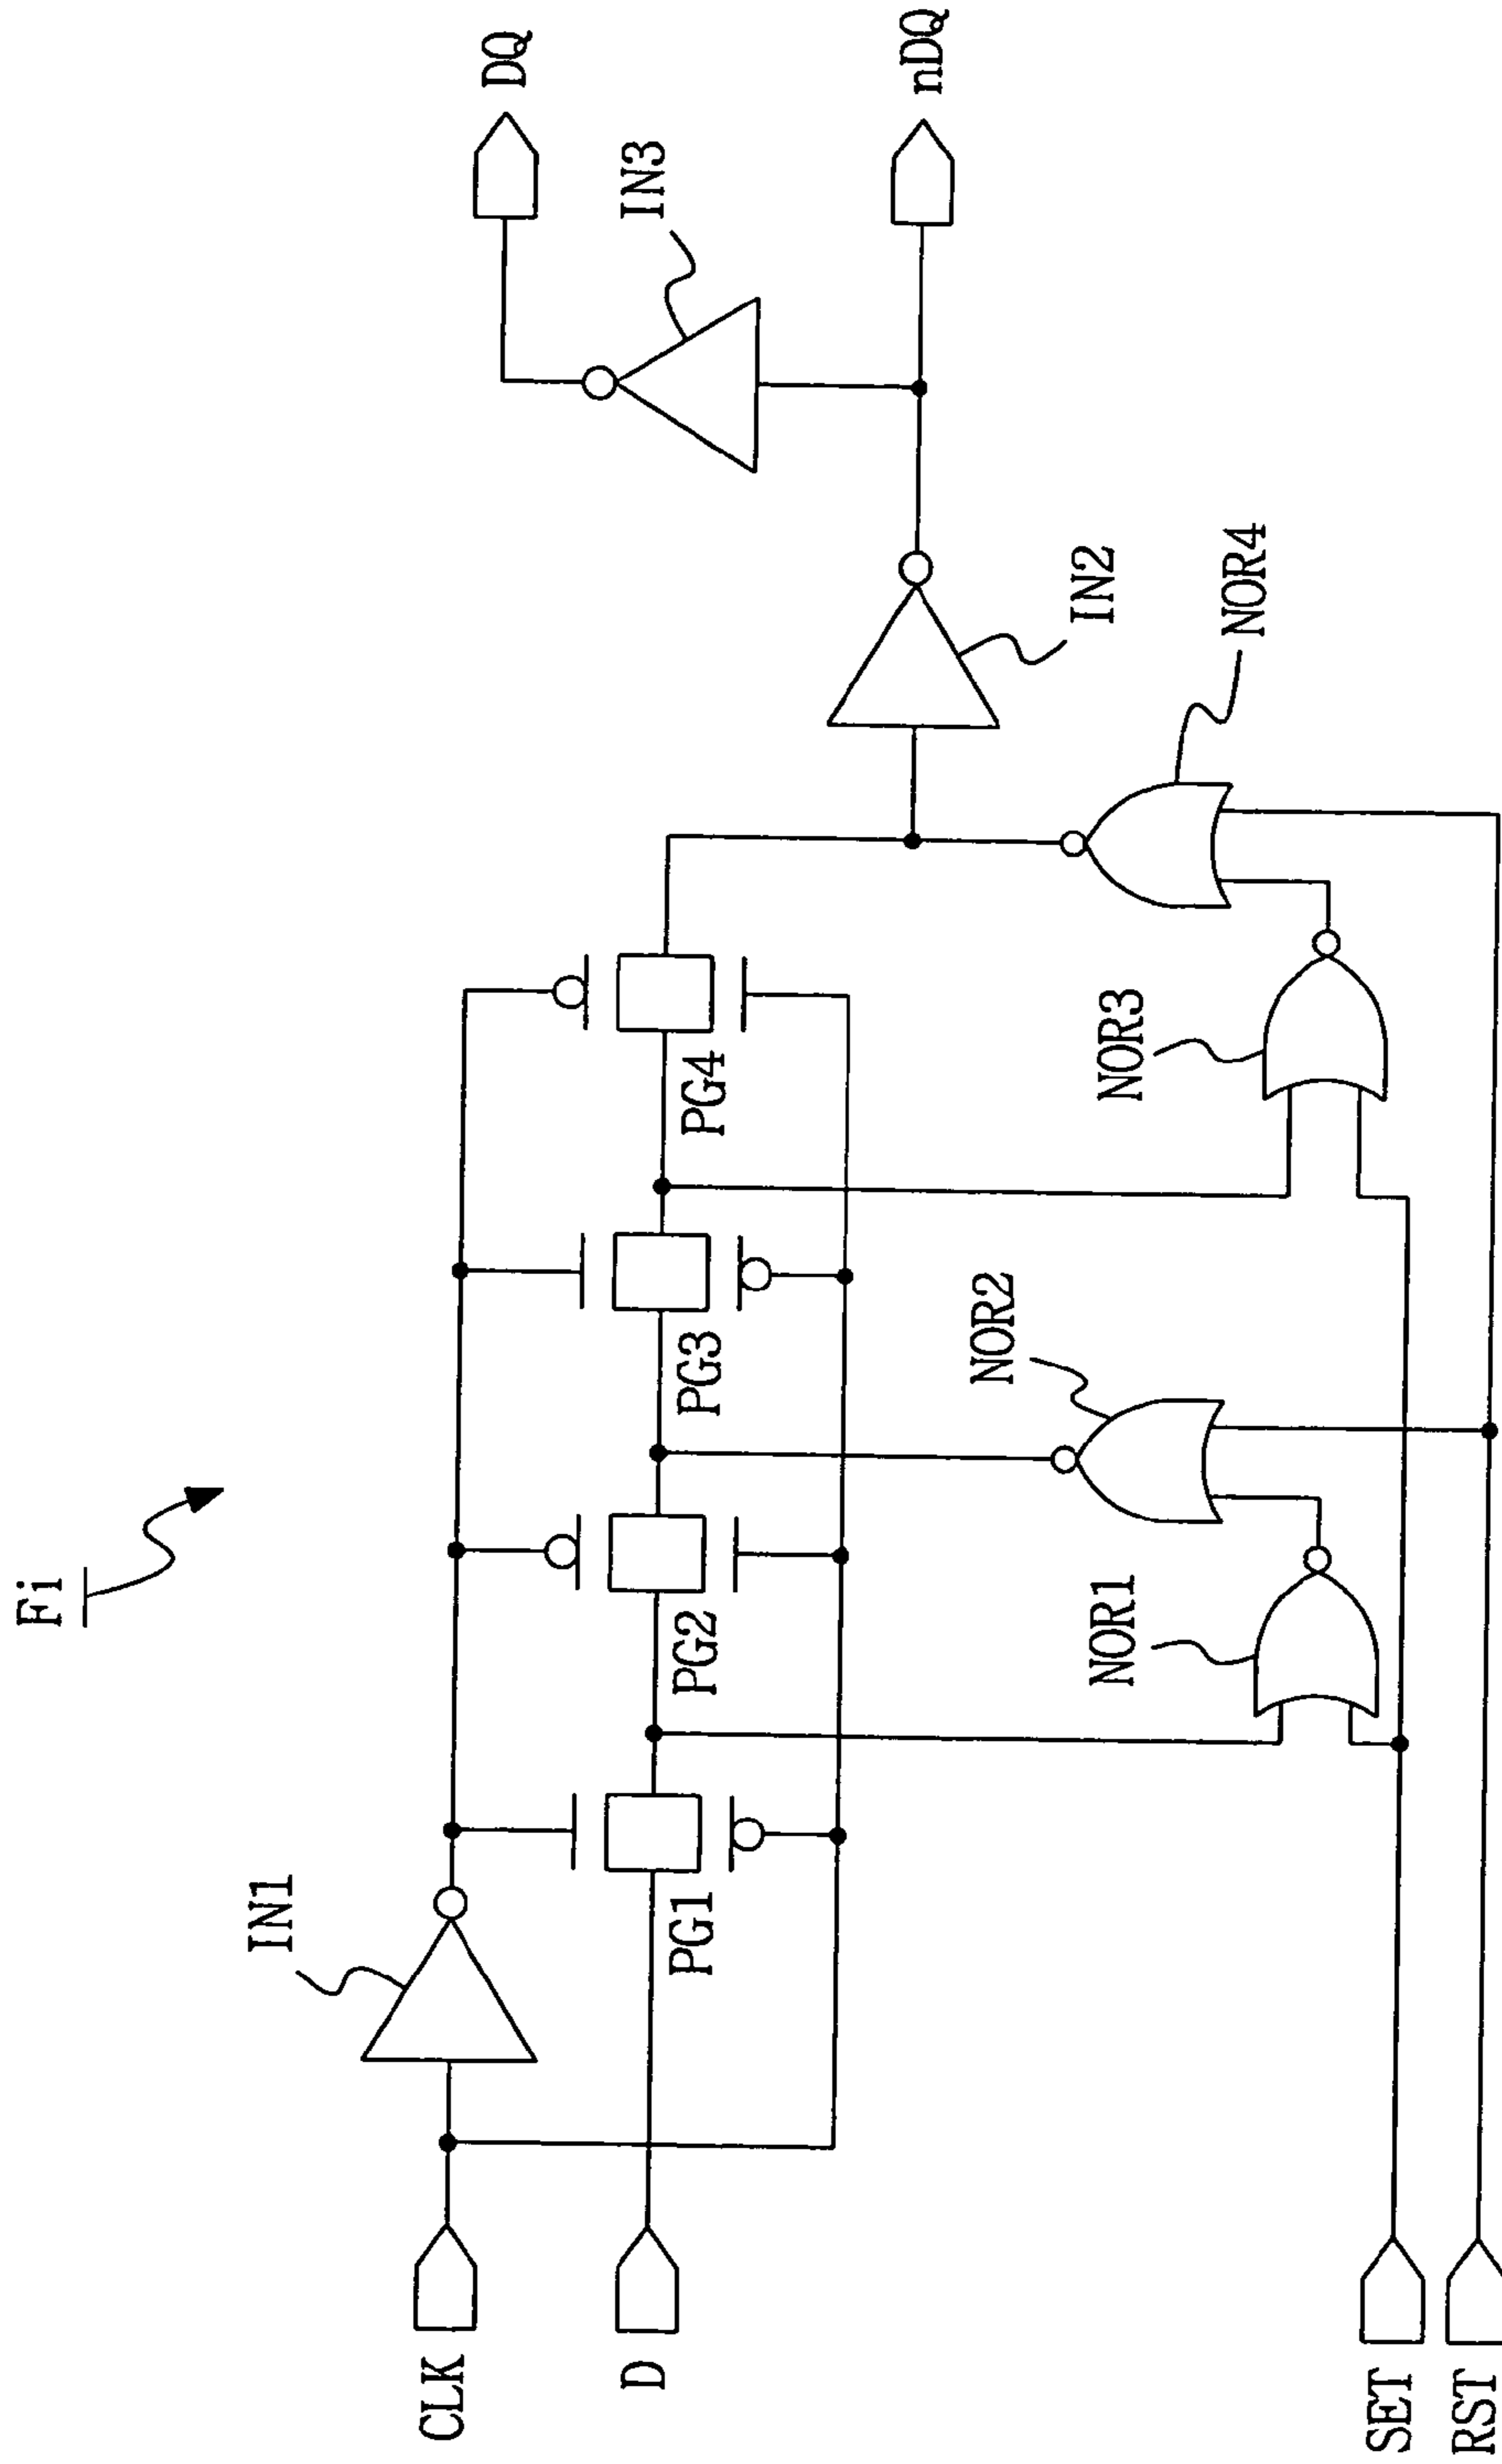 Fi
CLK
D
SET
RST
IN1
PG1
PG2
PG3
PG4
NOR1
NOR2
NOR3
NOR4
IN2
IN3
DQ
nDQ